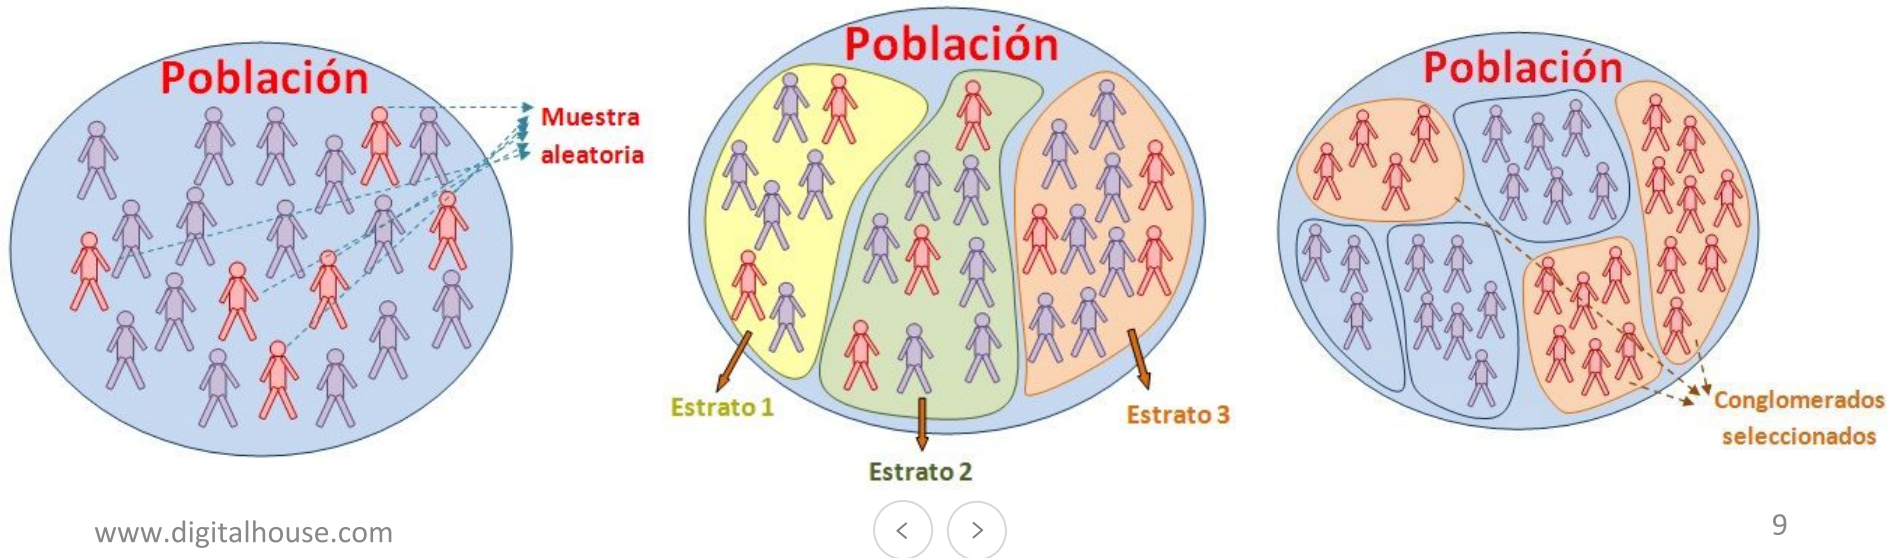 Población
Muestra
aleatoria
Población
Estrato 1
Estrato 2
Estrato 3
Población
Conglomerados
seleccionados
www.digitalhouse.com
9